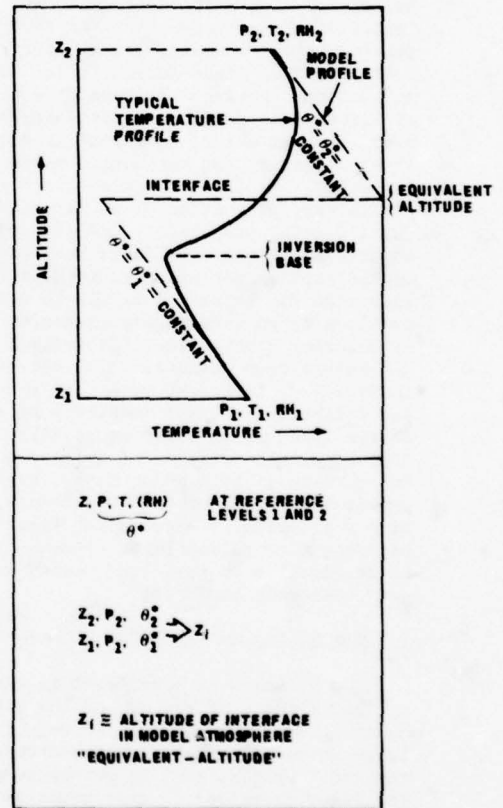 Z₂
P₂, T₂, RH₂
MODEL
PROFILE
TYPICAL
TEMPERATURE
PROFILE
θ* = θ₂* =
CONSTANT
INTERFACE
EQUIVALENT
ALTITUDE
ALTITUDE
INVERSION
BASE
θ* = θ₁* =
CONSTANT
Z₁
P₁, T₁, RH₁
TEMPERATURE
Z, P, T, (RH) AT REFERENCE
LEVELS 1 AND 2
θ*
Z₂, P₂, θ₂*
Z₁, P₁, θ₁*
Zᵢ
Zᵢ ≡ ALTITUDE OF INTERFACE
IN MODEL ATMOSPHERE
"EQUIVALENT – ALTITUDE"